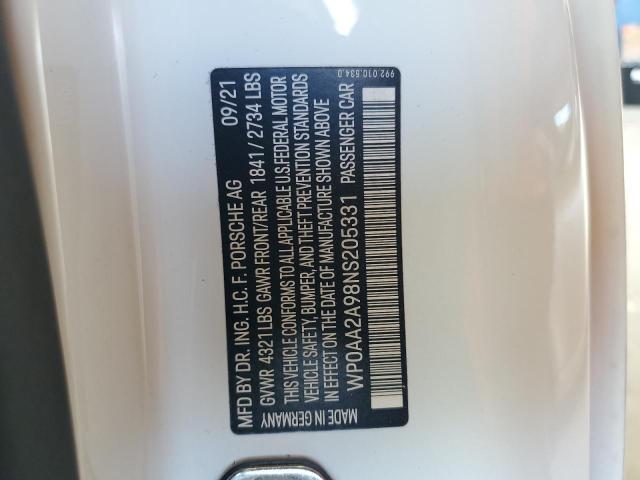 MFD BY DR. ING. H.C. F. PORSCHE AG 09/21
GVWR 4321 LBS GAWR FRONT/REAR 1841 / 2734 LBS
THIS VEHICLE CONFORMS TO ALL APPLICABLE U.S.FEDERAL MOTOR
VEHICLE SAFETY, BUMPER, AND THEFT PREVENTION STANDARDS
IN EFFECT ON THE DATE OF MANUFACTURE SHOWN ABOVE
WP0AA2A98NS205331 PASSENGER CAR
MADE IN GERMANY
992.010.534.0